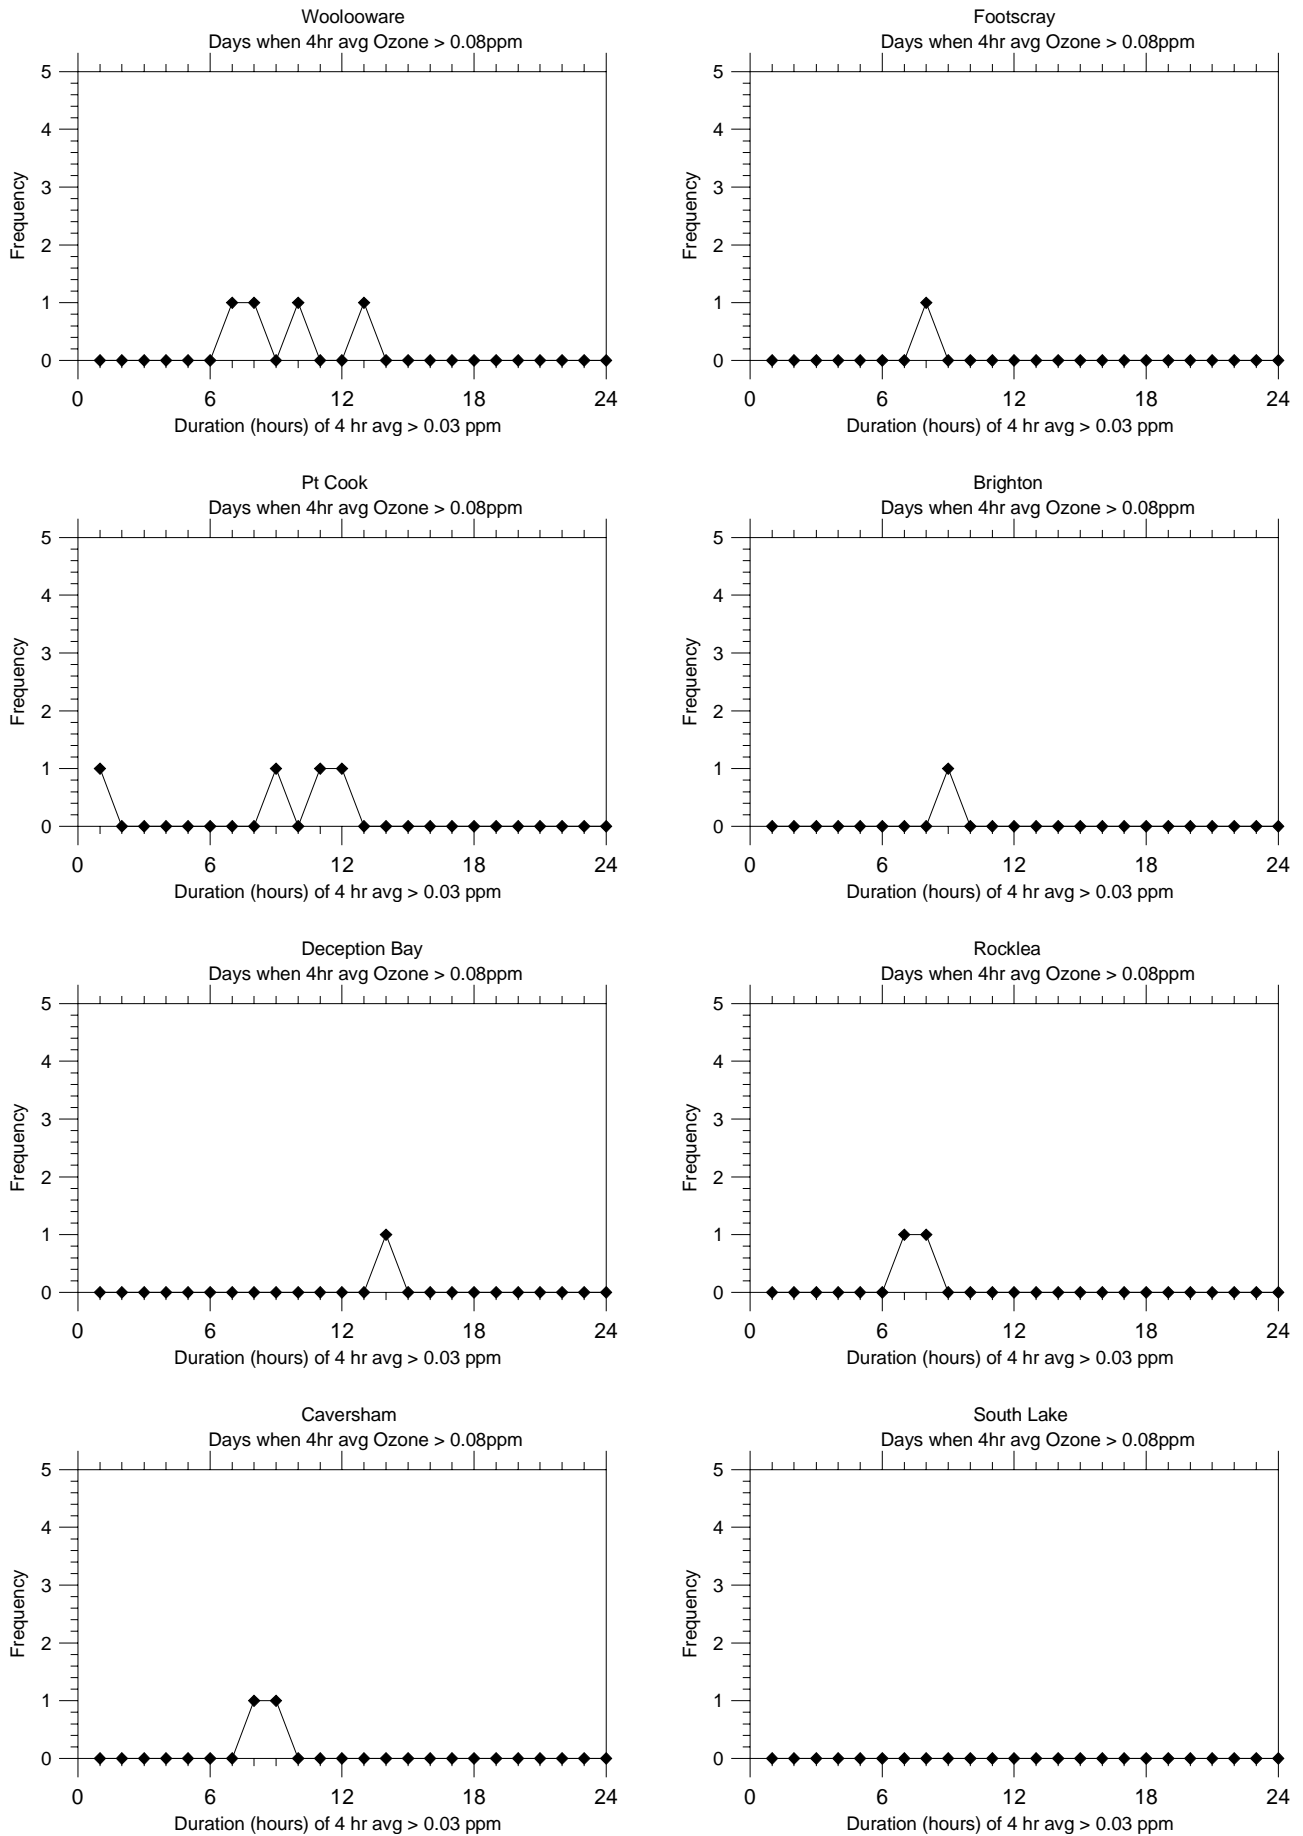 Woolooware
Days when 4hr avg Ozone > 0.08ppm
5
4
3
2
1
0
Frequency
0 6 12 18 24
Duration (hours) of 4 hr avg > 0.03 ppm
Footscray
Days when 4hr avg Ozone > 0.08ppm
5
4
3
2
1
0
Frequency
0 6 12 18 24
Duration (hours) of 4 hr avg > 0.03 ppm
Pt Cook
Days when 4hr avg Ozone > 0.08ppm
5
4
3
2
1
0
Frequency
0 6 12 18 24
Duration (hours) of 4 hr avg > 0.03 ppm
Brighton
Days when 4hr avg Ozone > 0.08ppm
5
4
3
2
1
0
Frequency
0 6 12 18 24
Duration (hours) of 4 hr avg > 0.03 ppm
Deception Bay
Days when 4hr avg Ozone > 0.08ppm
5
4
3
2
1
0
Frequency
0 6 12 18 24
Duration (hours) of 4 hr avg > 0.03 ppm
Rocklea
Days when 4hr avg Ozone > 0.08ppm
5
4
3
2
1
0
Frequency
0 6 12 18 24
Duration (hours) of 4 hr avg > 0.03 ppm
Caversham
Days when 4hr avg Ozone > 0.08ppm
5
4
3
2
1
0
Frequency
0 6 12 18 24
Duration (hours) of 4 hr avg > 0.03 ppm
South Lake
Days when 4hr avg Ozone > 0.08ppm
5
4
3
2
1
0
Frequency
0 6 12 18 24
Duration (hours) of 4 hr avg > 0.03 ppm